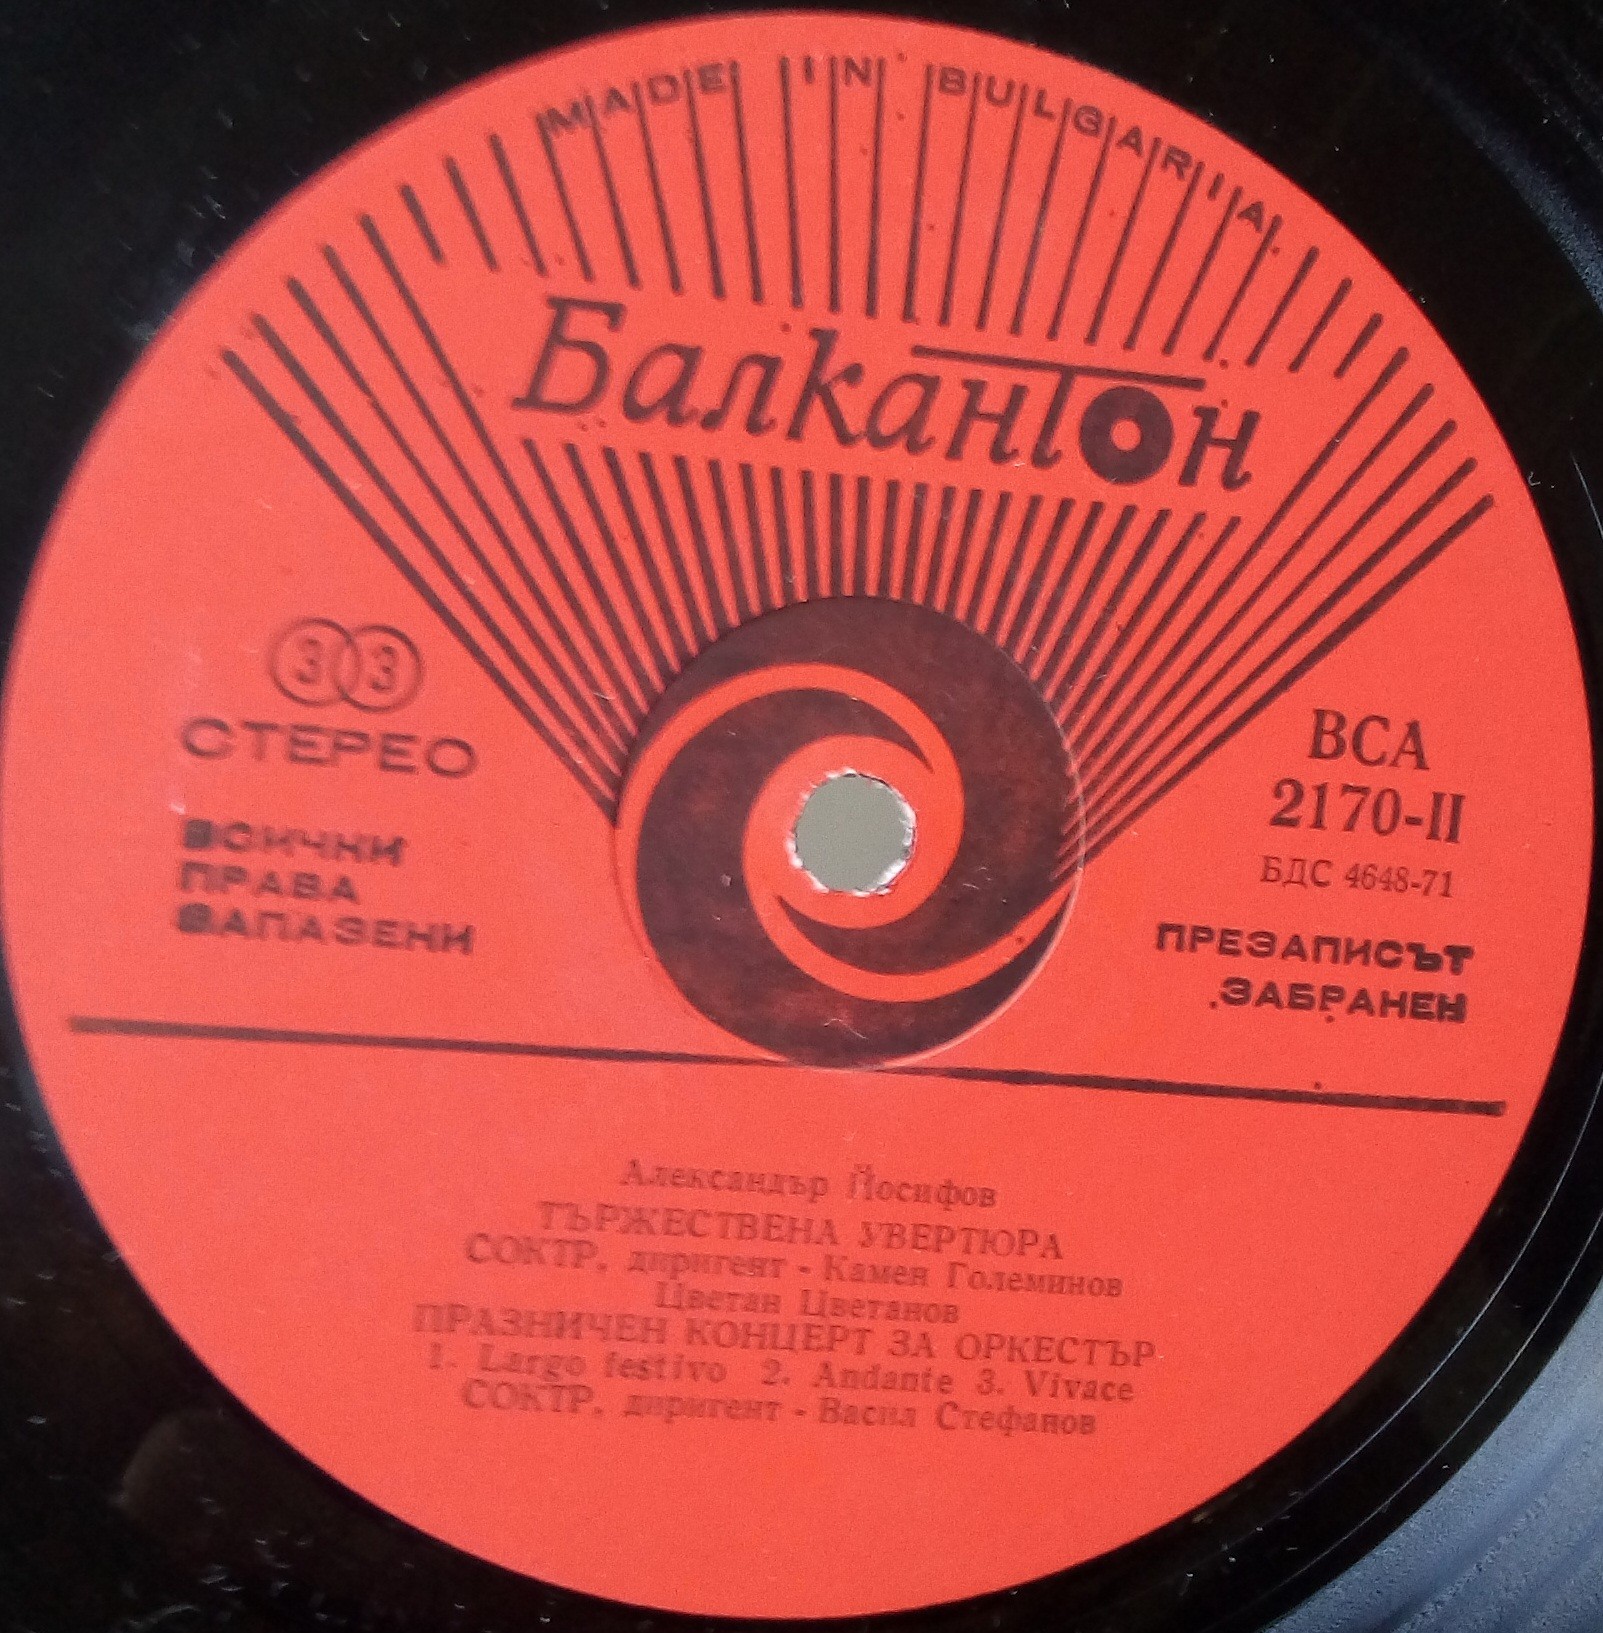 MADE IN BULGARIA
Балкантон
33
СТЕРЕО
ВСИЧКИ
ПРАВА
ЗАПАЗЕНИ
ВСА
2170-II
БДС 4648-71
ПРЕЗАПИСЪТ
ЗАБРАНЕН
Александър Йосифов
ТЪРЖЕСТВЕНА УВЕРТЮРА
СОКТР, диригент - Камен Големинов
Цветан Цветанов
ПРАЗНИЧЕН КОНЦЕРТ ЗА ОРКЕСТЪР
1. Largo festivo 2. Andante 3. Vivace
СОКТР, диригент - Васил Стефанов